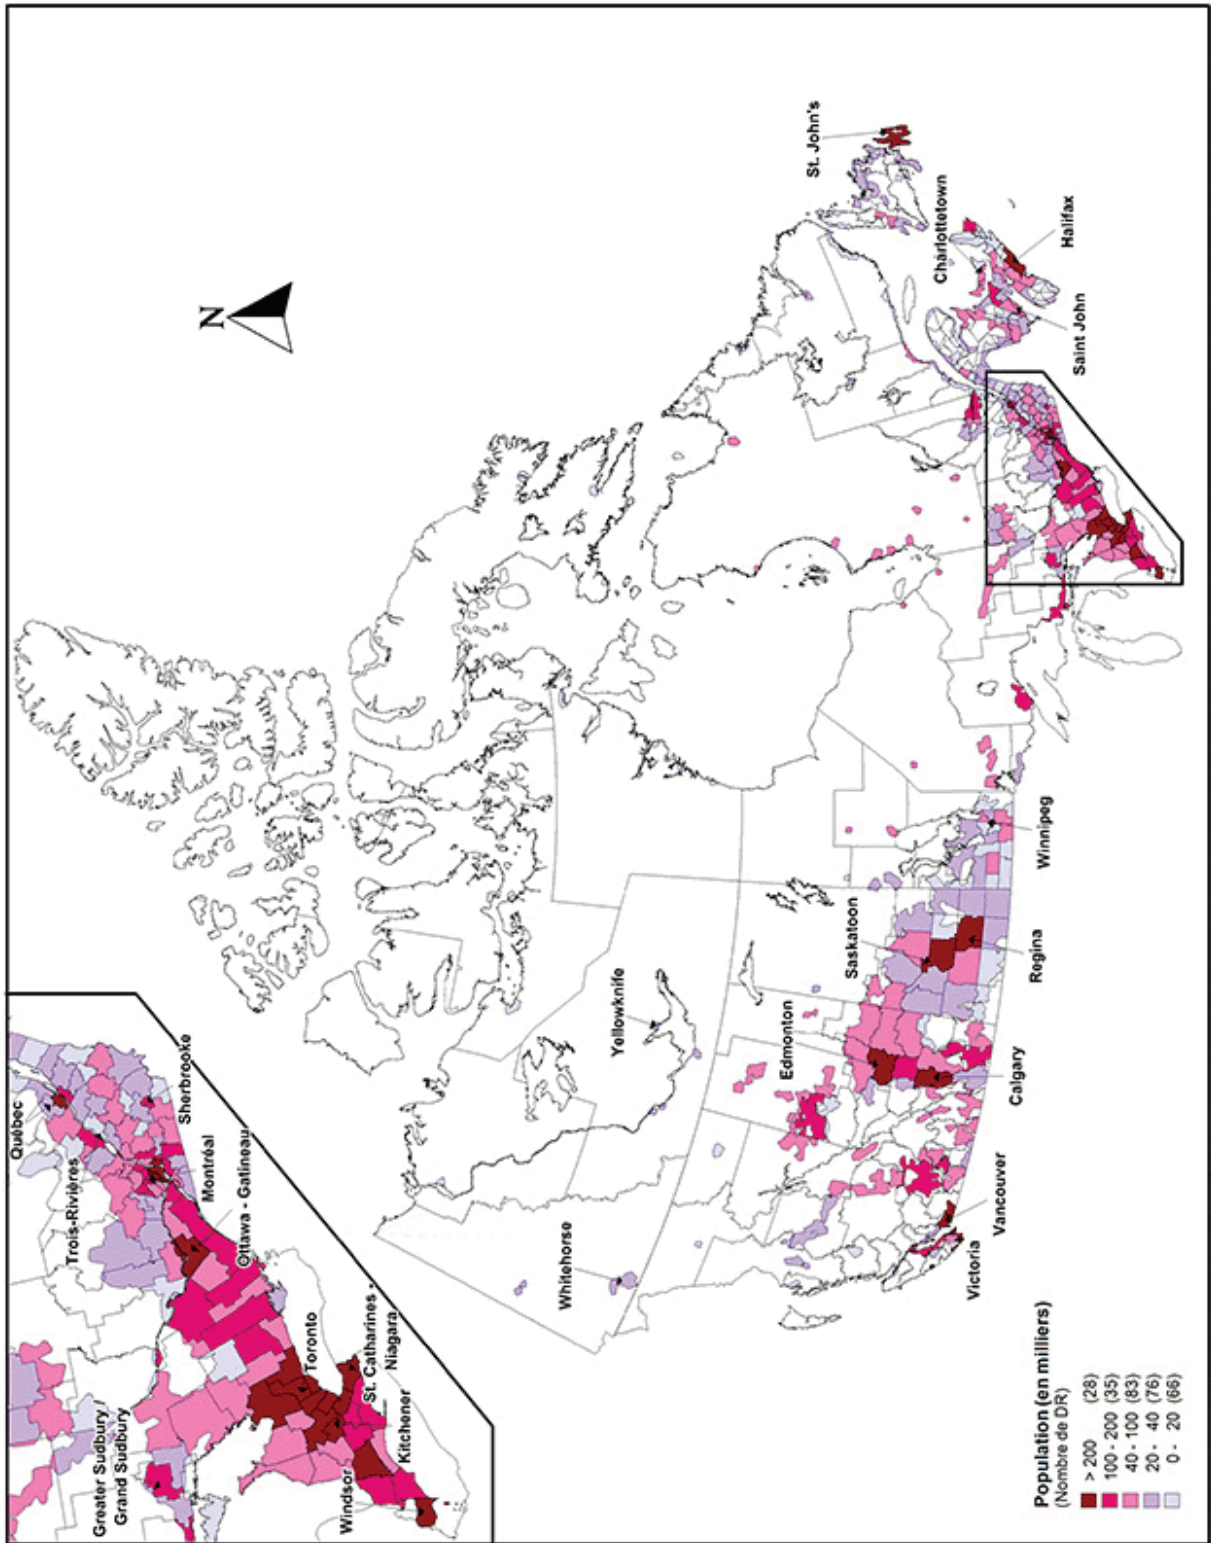 N
St. John's
Charlottetown
Halifax
Saint John
Whitehorse
Yellowknife
Edmonton
Saskatoon
Winnipeg
Regina
Calgary
Vancouver
Victoria
Québec
Trois-Rivières
Sherbrooke
Montréal
Ottawa - Gatineau
Greater Sudbury /
Grand Sudbury
Toronto
St. Catharines -
Niagara
Kitchener
Windsor
Population (en milliers)
(Nombre de DR)
> 200 (28)
100 - 200 (35)
40 - 100 (83)
20 - 40 (76)
0 - 20 (66)